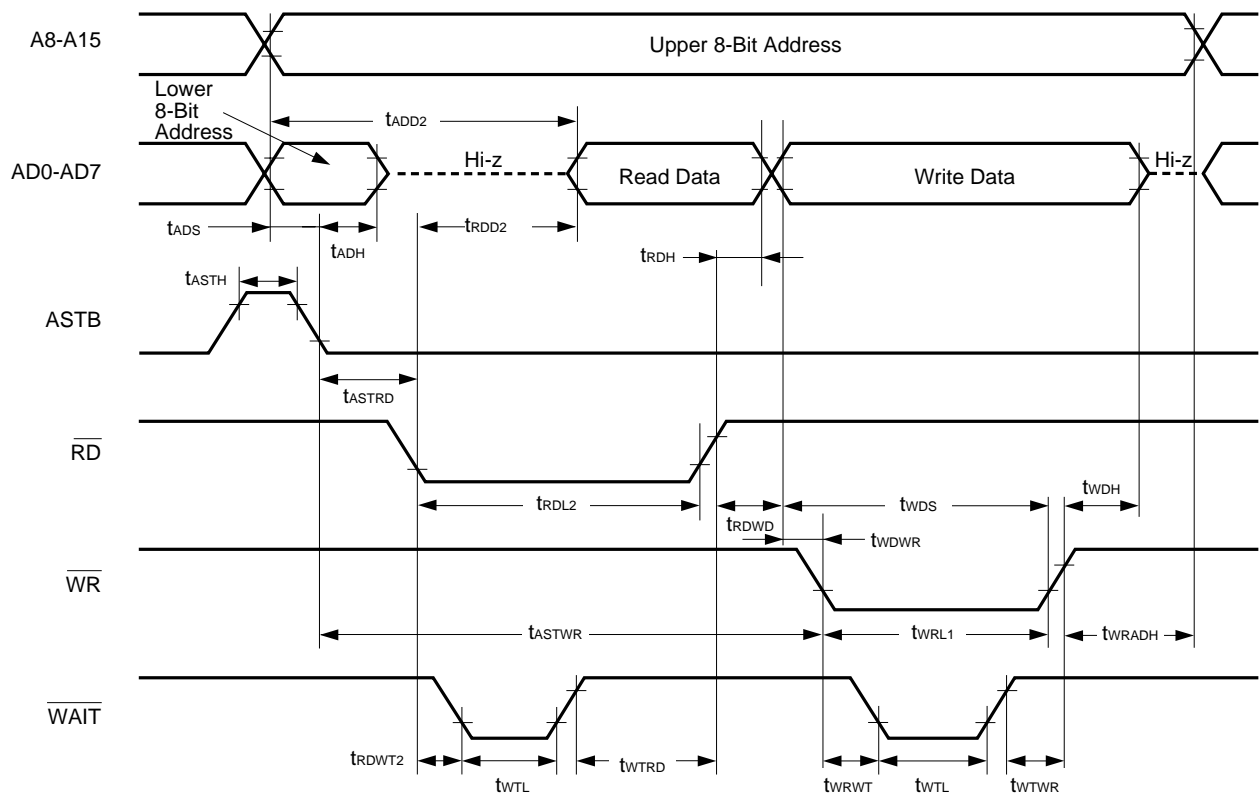 A8-A15
Upper 8-Bit Address
Lower
8-Bit
Address
tADD2
AD0-AD7
Hi-z
Read Data
Write Data
Hi-z
tADS
tADH
tRDD2
tRDH
tASTH
ASTB
tASTRD
RD
tRDL2
tRDWD
tWDS
tWDH
tWDWR
WR
tASTWR
tWRL1
tWRADH
WAIT
tRDWT2
tWTL
tWTRD
tWRWT
tWTL
tWTWR